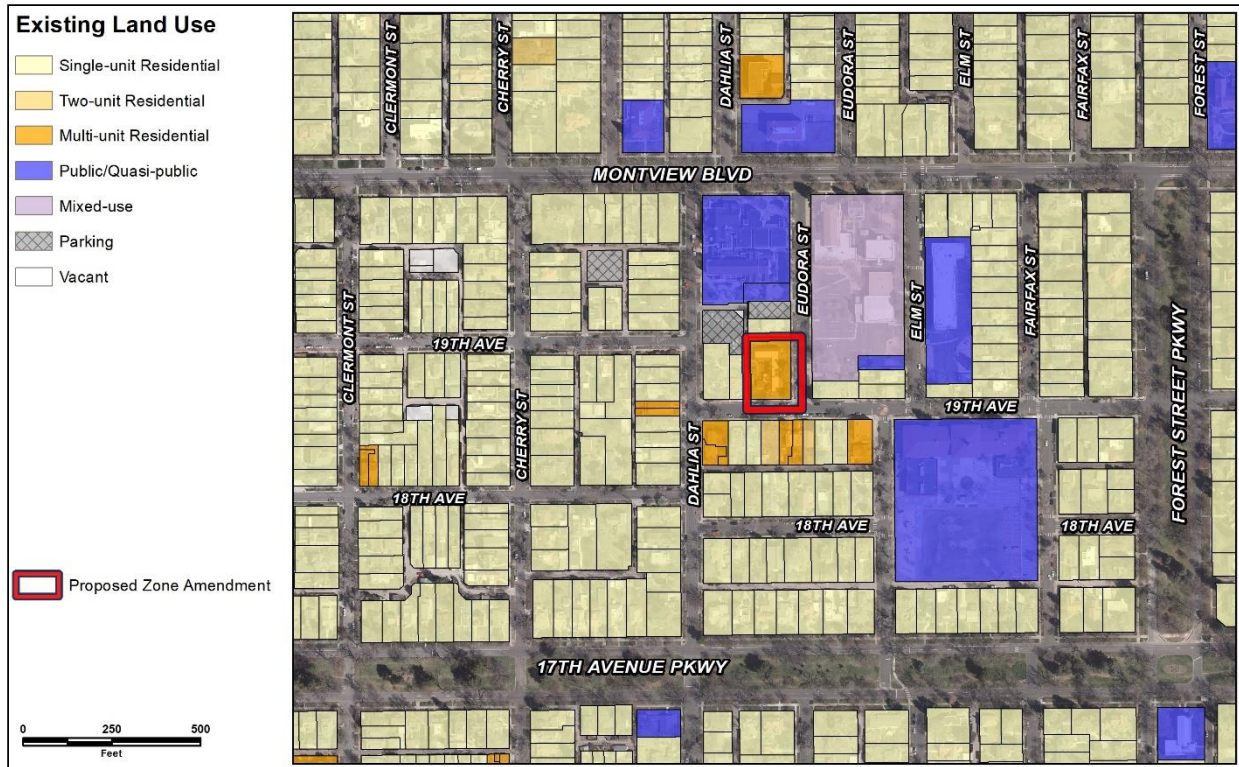 Existing Land Use
Single-unit Residential
Two-unit Residential
Multi-unit Residential
Public/Quasi-public
Mixed-use
Parking
Vacant
Proposed Zone Amendment
0 250 500
Feet
CLERMONT ST
CHERRY ST
DAHLIA ST
EUDORA ST
ELM ST
FAIRFAX ST
FOREST ST
MONTVIEW BLVD
CLERMONT ST
19TH AVE
CHERRY ST
18TH AVE
DAHLIA ST
EUDORA ST
ELM ST
FAIRFAX ST
19TH AVE
18TH AVE
18TH AVE
FOREST STREET PKWY
17TH AVENUE PKWY